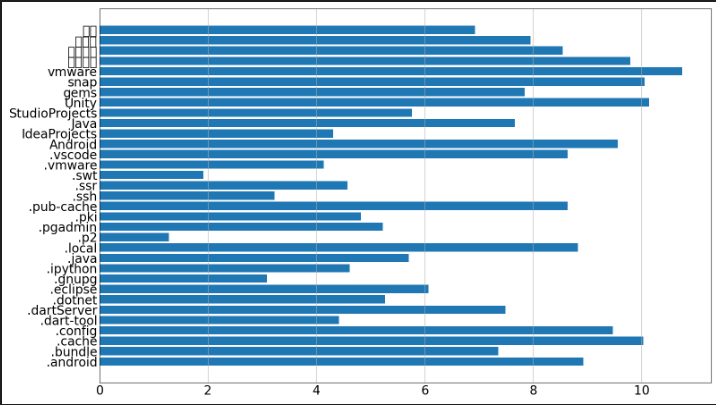 vmware
snap
gems
Unity
StudioProjects
Java
IdeaProjects
Android
.vscode
.vmware
.swt
.ssr
.ssh
.pub-cache
.pki
.pgadmin
.p2
.local
.java
.ipython
.gnupg
.eclipse
.dotnet
.dartServer
.dart-tool
.config
.cache
.bundle
.android
0 2 4 6 8 10